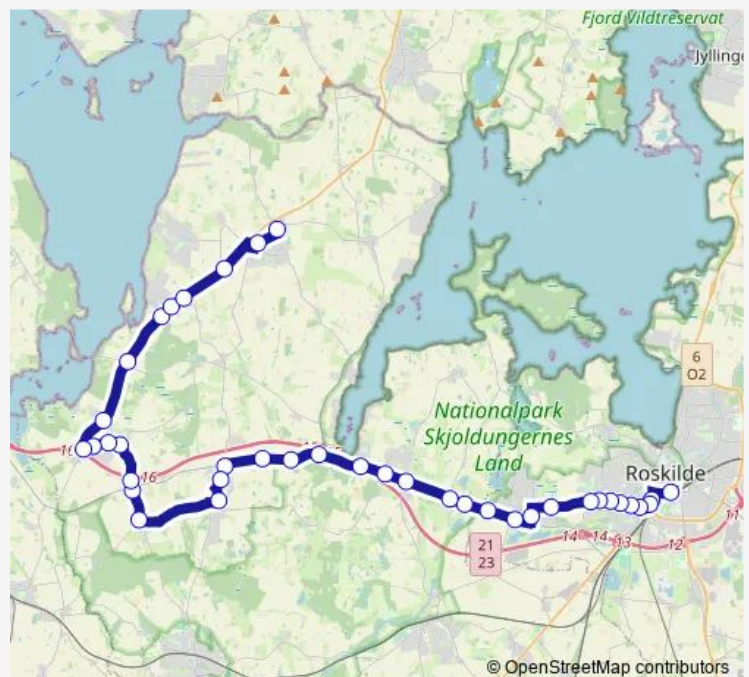 Fjord Vildtreservat
Jylling
6
O2
Nationalpark
Skjoldungernes
Land
16
Roskilde
21
23
14
14
13
12
11
© OpenStreetMap contributors